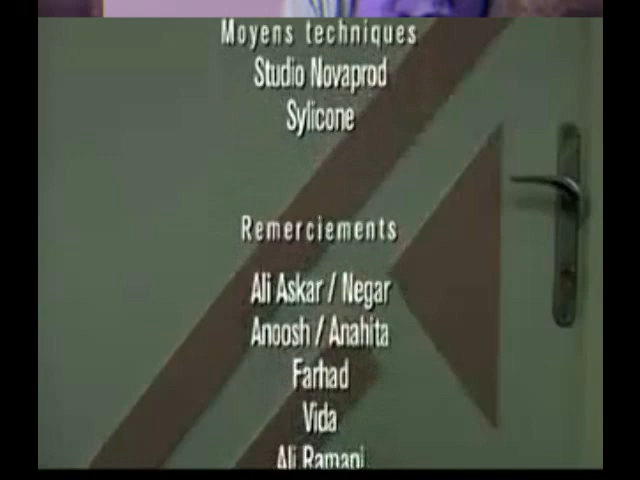 Moyens techniques
Studio Novaprod
Sylicone
Remerciements
Ali Askar / Negar
Anoosh / Anahita
Farhad
Vida
Ali Ramani